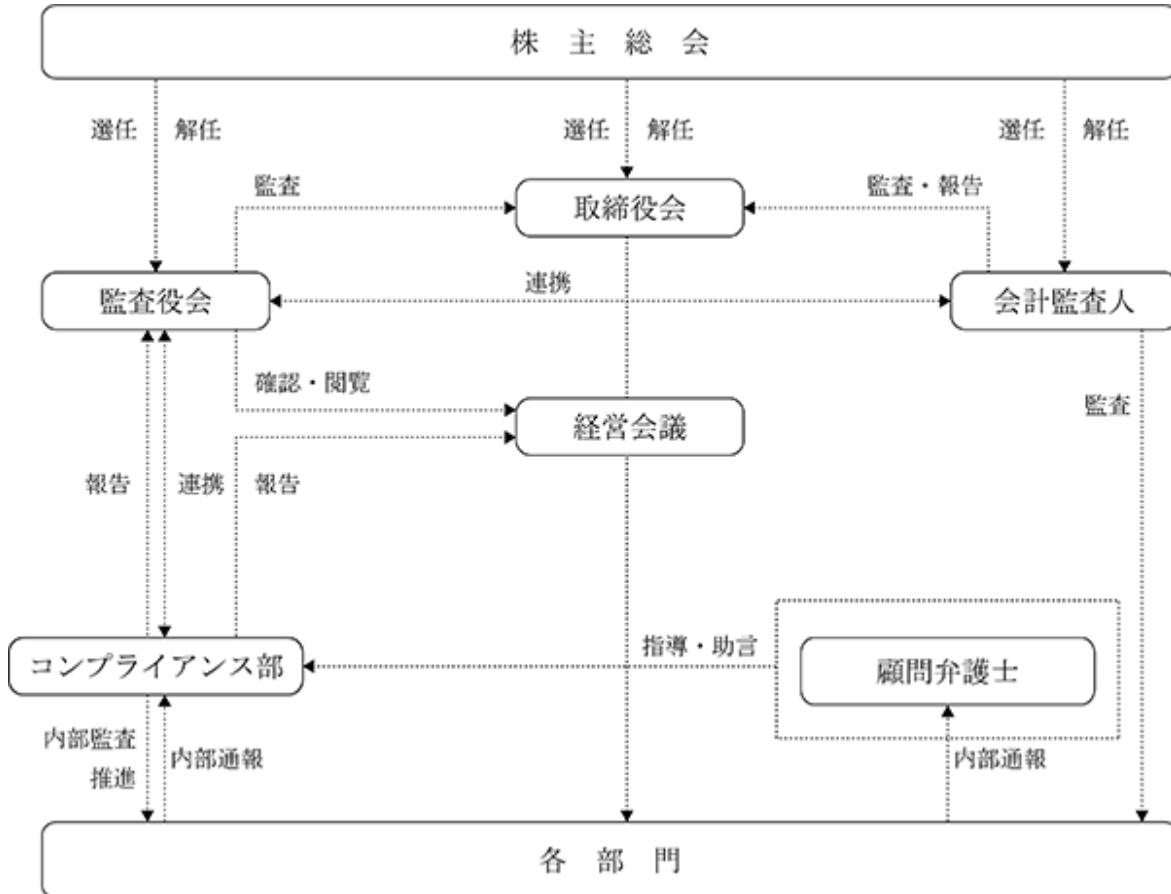 株主総会
選任
解任
選任
解任
選任
解任
監査
取締役会
監査・報告
監査役会
連携
会計監査人
確認・閲覧
経営会議
監査
報告
連携
報告
コンプライアンス部
指導・助言
顧問弁護士
内部監査
推進
内部通報
内部通報
各部門